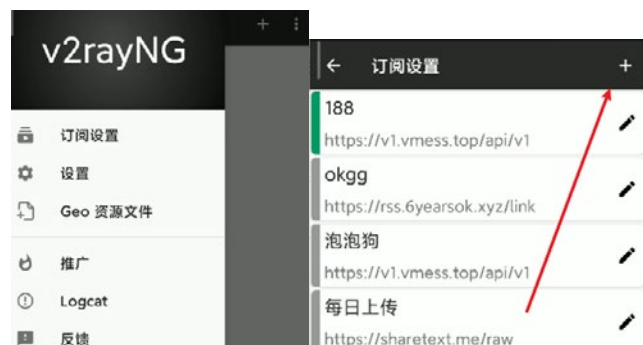 v2rayNG
订阅设置
设置
Geo 资源文件
推广
Logcat
反馈
订阅设置
188
https://v1.vmess.top/api/v1
okgg
https://rss.6yearsok.xyz/link
泡泡狗
https://v1.vmess.top/api/v1
每日上传
https://sharetext.me/raw